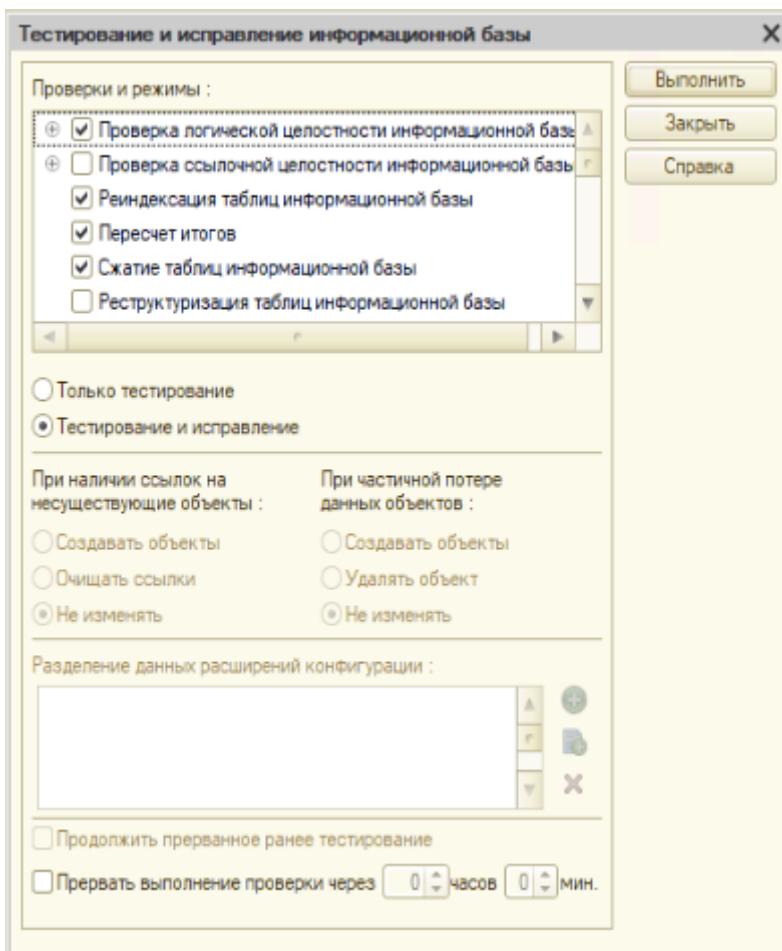 Тестирование и исправление информационной базы
Выполнить
Закрыть
Справка
Проверки и режимы :
Проверка логической целостности информационной базы
Проверка ссылочной целостности информационной базы
Реиндексация таблиц информационной базы
Пересчет итогов
Сжатие таблиц информационной базы
Реструктуризация таблиц информационной базы
Только тестирование
Тестирование и исправление
При наличии ссылок на
несуществующие объекты :
Создавать объекты
Очищать ссылки
Не изменять
При частичной потере
данных объектов :
Создавать объекты
Удалять объект
Не изменять
Разделение данных расширений конфигурации :
Продолжить прерванное ранее тестирование
Прервать выполнение проверки через 0 часов 0 мин.